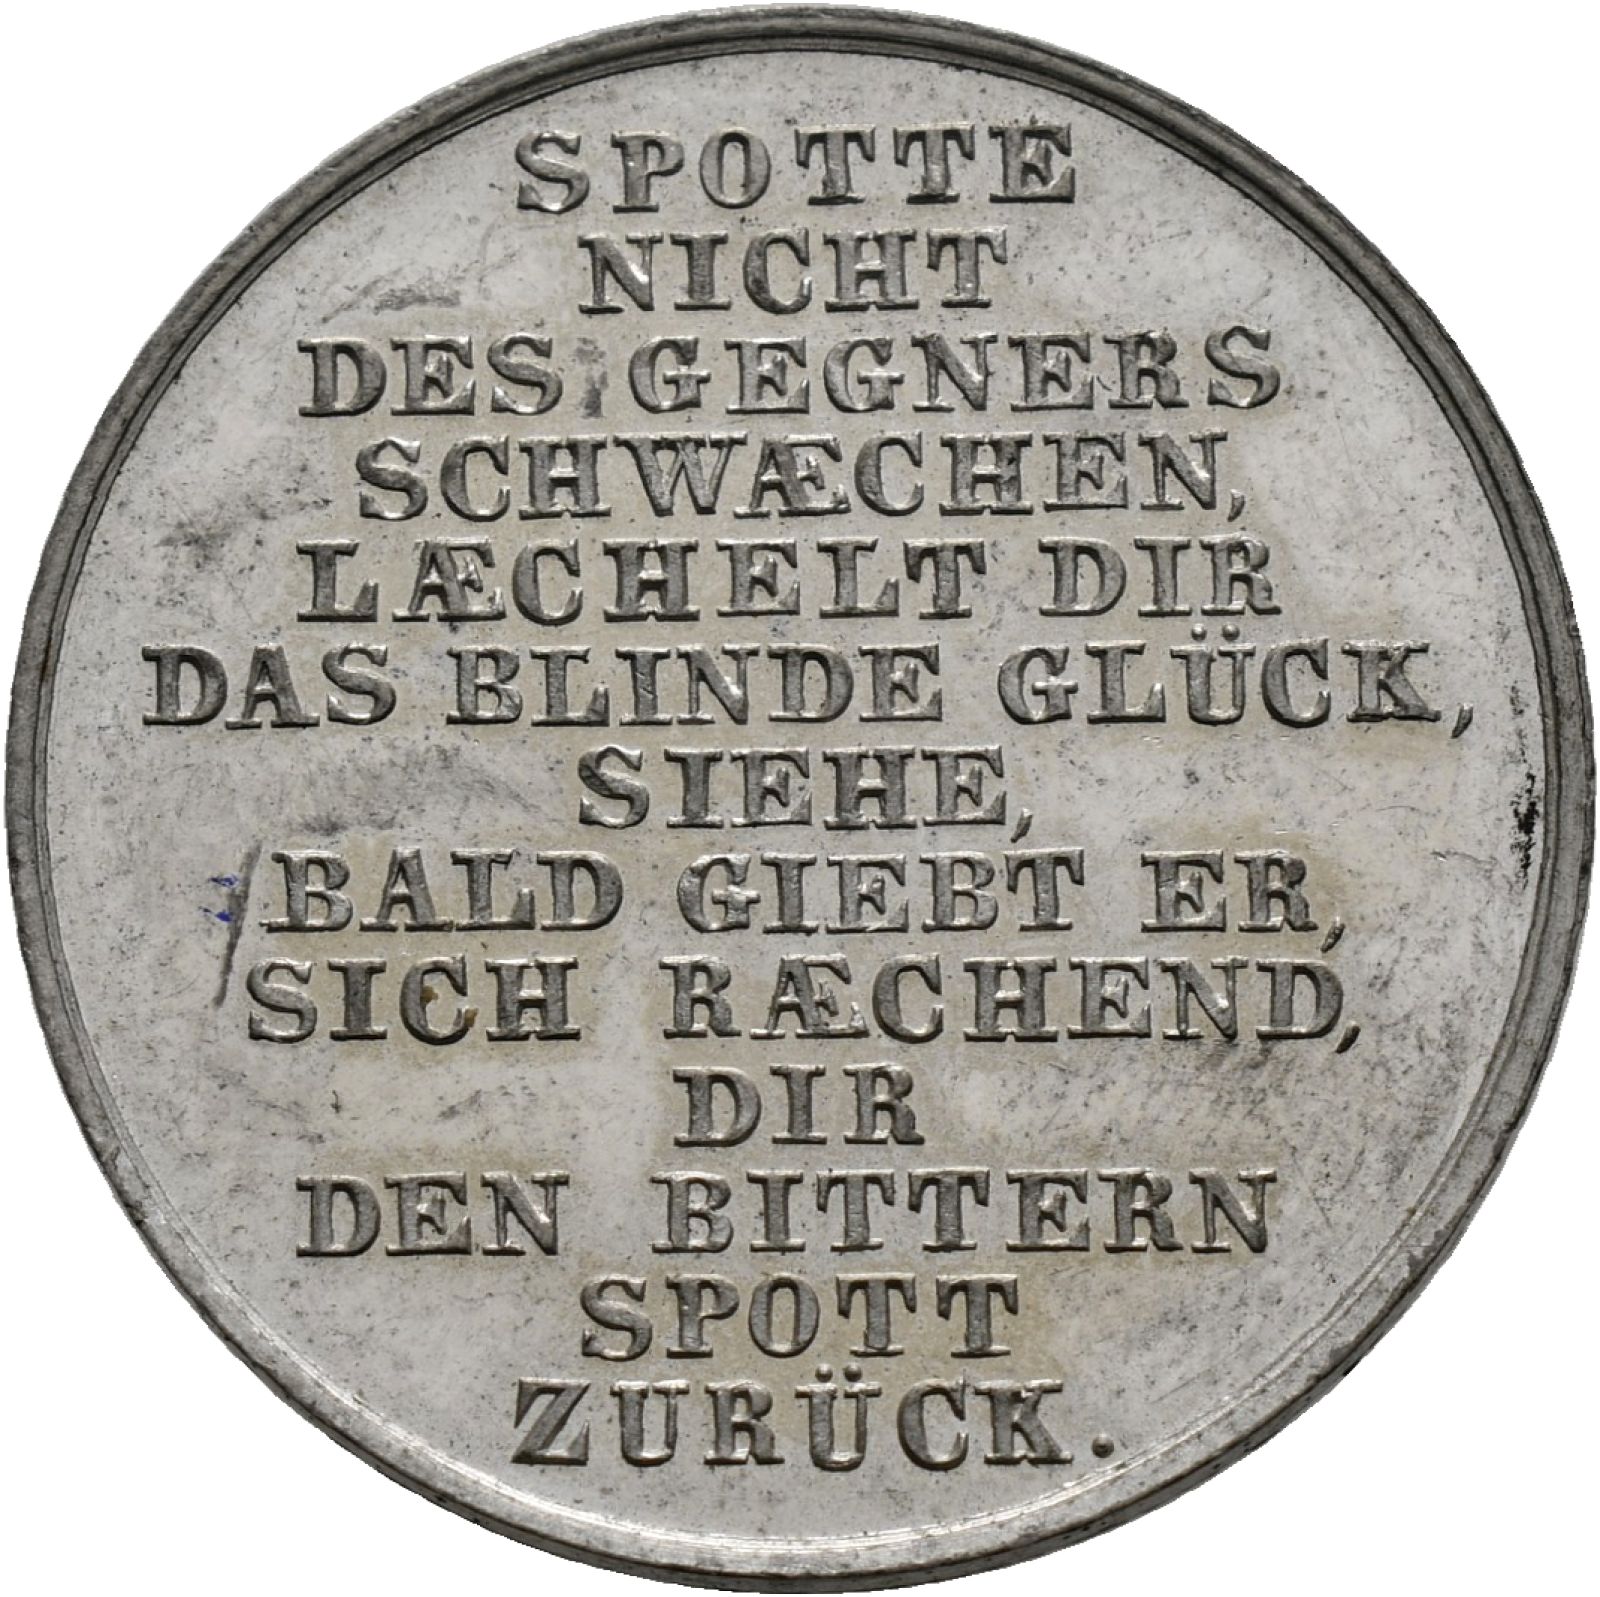 SPOTTE
NICHT
DES GEGNERS
SCHWÆCHEN,
LÆCHELT DIR
DAS BLINDE GLÜCK,
SIEHE,
BALD GIEBT ER,
SICH RÆCHEND,
DIR
DEN BITTERN
SPOTT
ZURÜCK.